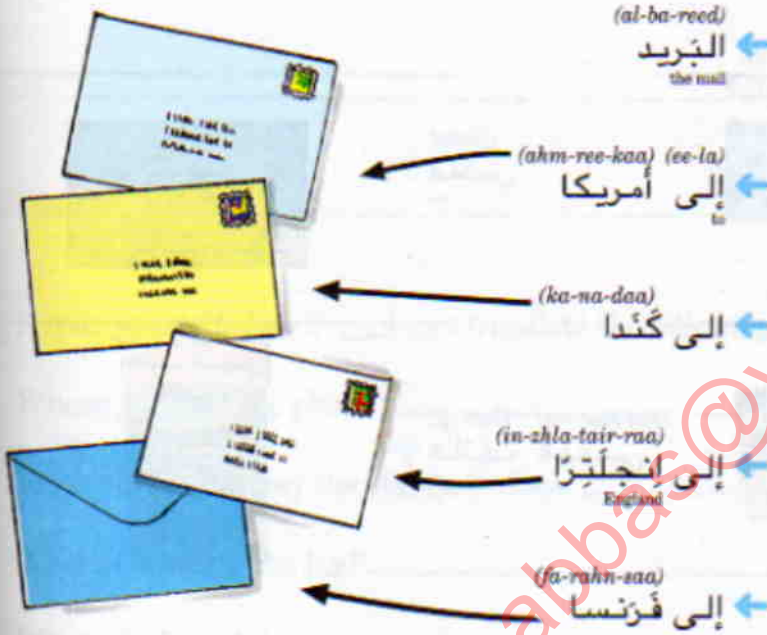 (al-ba-reed)
البَريد
the mail
(ahm-ree-kaa) (ee-la)
إلى أمريكا
to
(ka-na-daa)
إلى كَنَدا
(in-zhla-tair-raa)
إلى اِنْجِلَتِرَّا
England
(fa-rahn-saa)
إلى فَرَنسا
abbas@